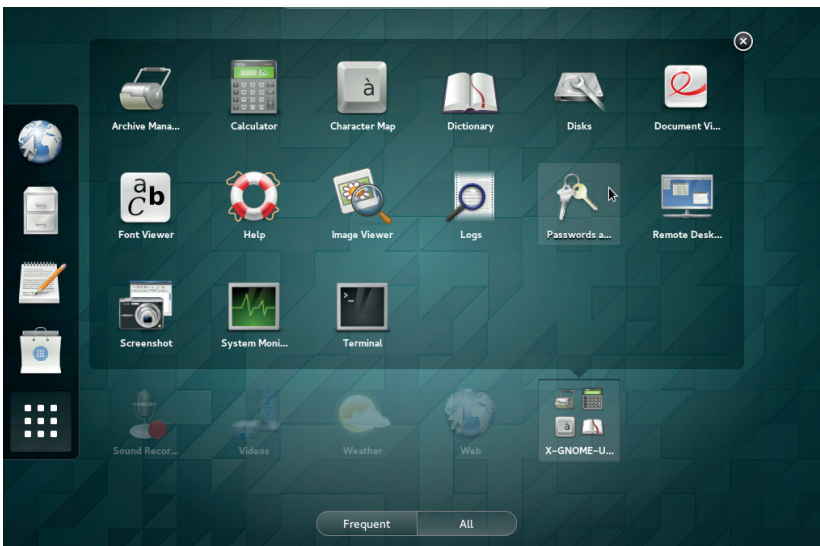 Archive Mana...
Calculator
Character Map
Dictionary
Disks
Document Vi...
Font Viewer
Help
Image Viewer
Logs
Passwords a...
Remote Desk...
Screenshot
System Moni...
Terminal
Sound Recor...
Videos
Weather
Web
X-GNOME-U...
Frequent
All